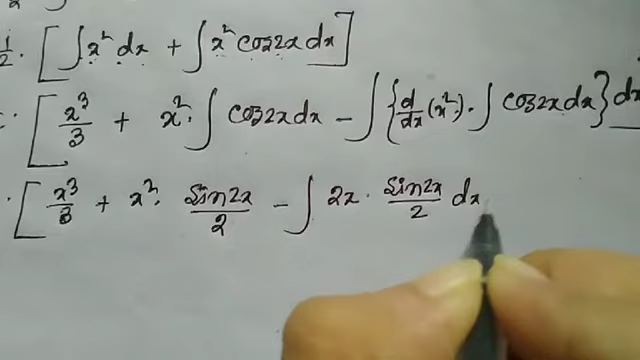 1/2 · [ ∫ x² dx + ∫ x² cos2x dx ]
[ x³/3 + x² · ∫ cos2x dx − ∫ { d/dx (x²) · ∫ cos2x dx } dx
· [ x³/3 + x² · sin2x/2 − ∫ 2x · sin2x/2 dx